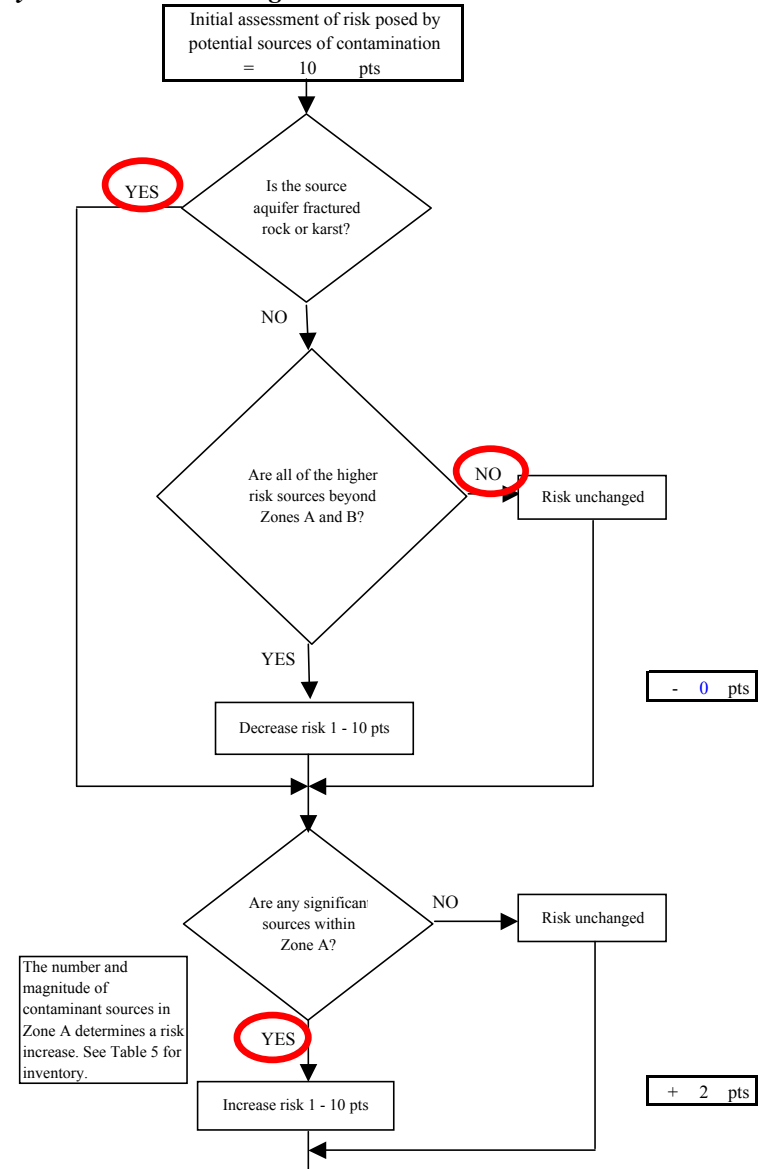 Initial assessment of risk posed by
potential sources of contamination
= 10 pts
YES
Is the source
aquifer fractured
rock or karst?
NO
Are all of the higher
risk sources beyond
Zones A and B?
NO
Risk unchanged
YES
- 0 pts
Decrease risk 1 - 10 pts
Are any significan
sources within
Zone A?
NO
Risk unchanged
The number and
magnitude of
contaminant sources in
Zone A determines a risk
increase. See Table 5 for
inventory.
YES
Increase risk 1 - 10 pts
+ 2 pts